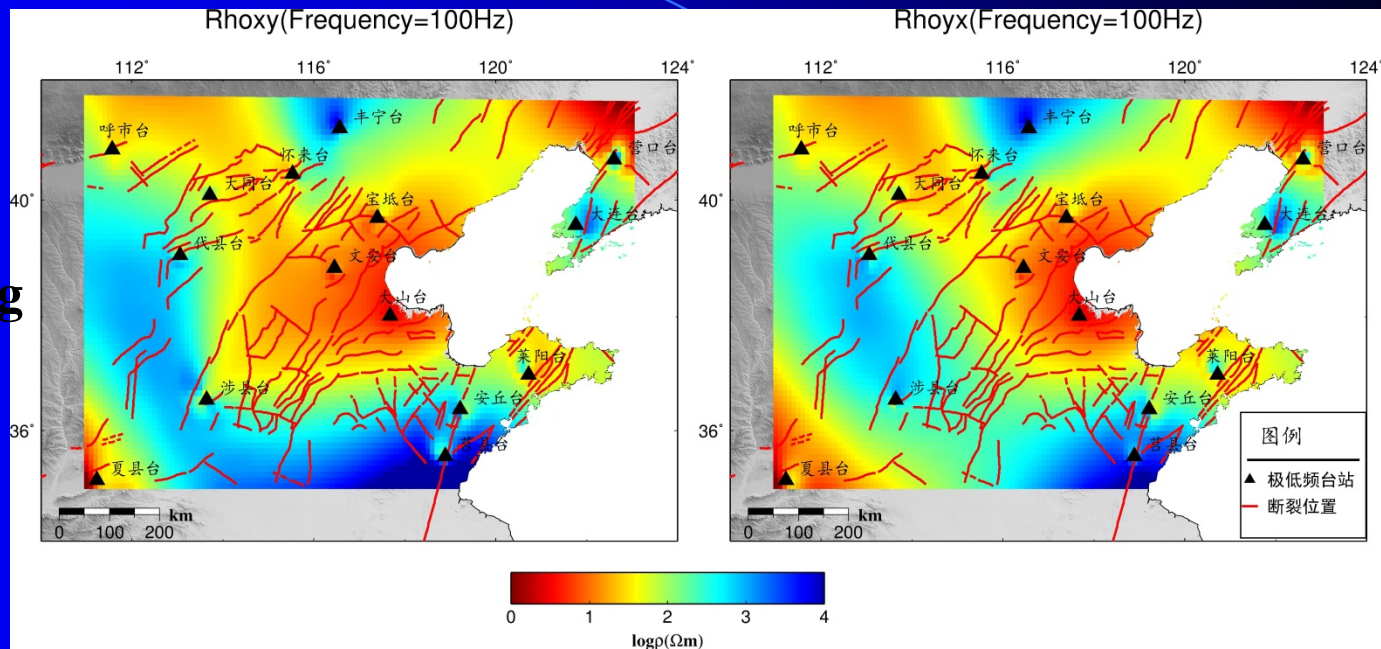 Rhoxy(Frequency=100Hz)
112° 116° 120° 124°
40°
36°
呼市台
丰宁台
怀来台
大同台
营口台
宝坻台
大连台
代县台
文安台
大山台
莱阳台
涉县台
安丘台
莒县台
夏县台
km
0 100 200
g
Rhoyx(Frequency=100Hz)
112° 116° 120° 124°
40°
36°
呼市台
丰宁台
怀来台
大同台
营口台
宝坻台
大连台
代县台
文安台
大山台
莱阳台
涉县台
安丘台
莒县台
夏县台
km
0 100 200
图例
极低频台站
断裂位置
0 1 2 3 4
logρ(Ωm)